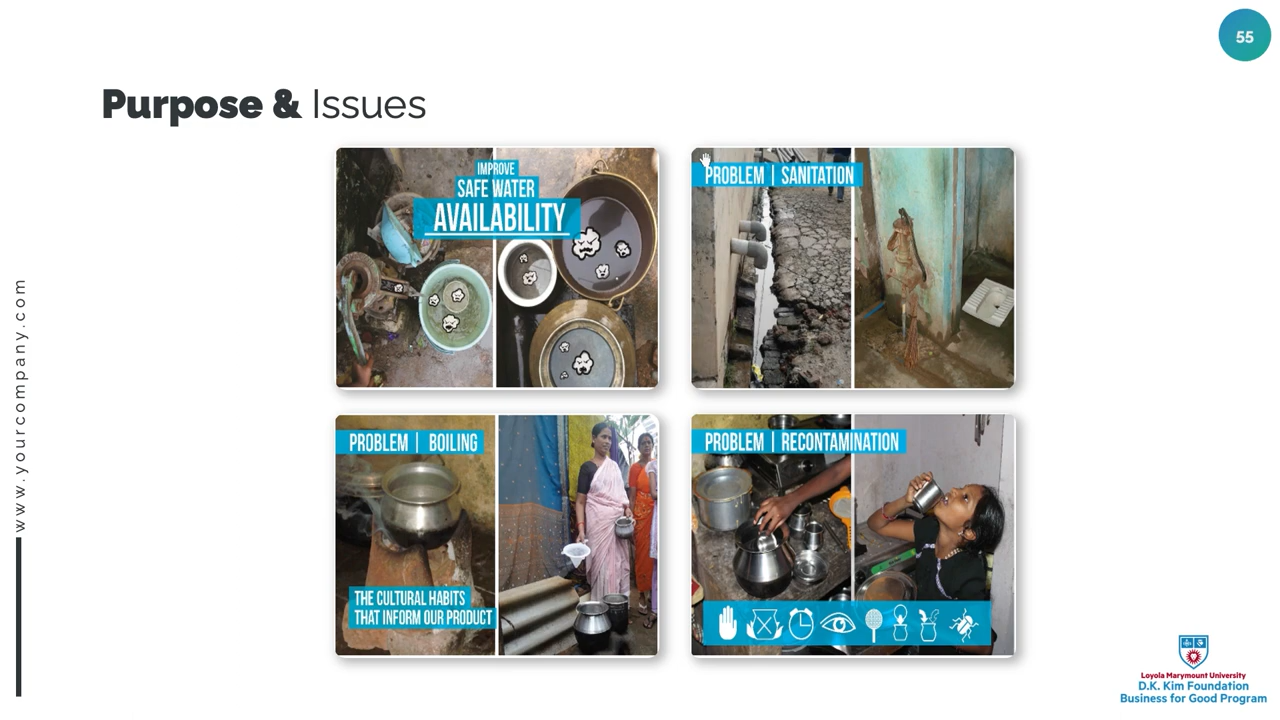 55
Purpose & Issues
IMPROVE
SAFE WATER
AVAILABILITY
PROBLEM | SANITATION
PROBLEM | BOILING
THE CULTURAL HABITS
THAT INFORM OUR PRODUCT
PROBLEM | RECONTAMINATION
www.yourcompany.com
Loyola Marymount University
D.K. Kim Foundation
Business for Good Program